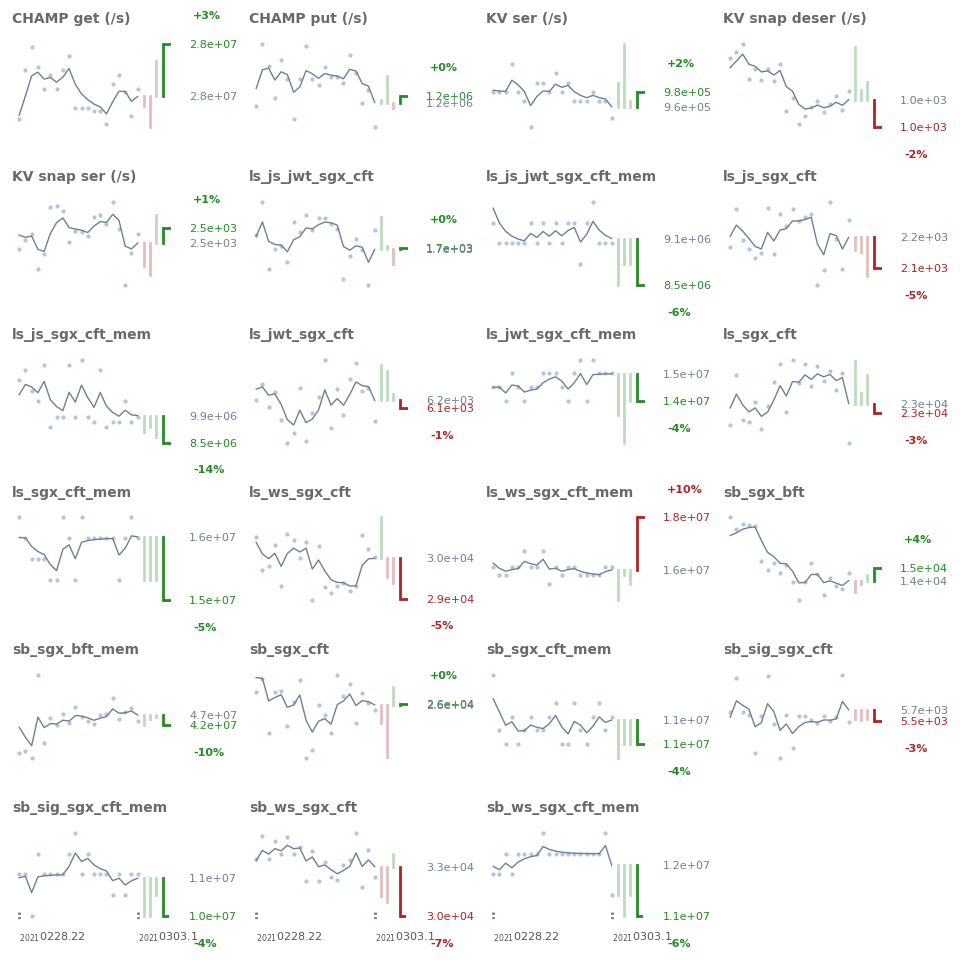 CHAMP get (/s)
+3%
2.8e+07
2.8e+07
CHAMP put (/s)
+0%
1.2e+06
1.2e+06
KV ser (/s)
+2%
9.8e+05
9.6e+05
KV snap deser (/s)
1.0e+03
1.0e+03
-2%
KV snap ser (/s)
+1%
2.5e+03
2.5e+03
ls_js_jwt_sgx_cft
+0%
1.7e+03
ls_js_jwt_sgx_cft_mem
9.1e+06
8.5e+06
-6%
ls_js_sgx_cft
2.2e+03
2.1e+03
-5%
ls_js_sgx_cft_mem
9.9e+06
8.5e+06
-14%
ls_jwt_sgx_cft
6.2e+03
6.1e+03
-1%
ls_jwt_sgx_cft_mem
1.5e+07
1.4e+07
-4%
ls_sgx_cft
2.3e+04
2.3e+04
-3%
ls_sgx_cft_mem
1.6e+07
1.5e+07
-5%
ls_ws_sgx_cft
3.0e+04
2.9e+04
-5%
ls_ws_sgx_cft_mem
+10%
1.8e+07
1.6e+07
sb_sgx_bft
+4%
1.5e+04
1.4e+04
sb_sgx_bft_mem
4.7e+07
4.2e+07
-10%
sb_sgx_cft
+0%
2.6e+04
sb_sgx_cft_mem
1.1e+07
1.1e+07
-4%
sb_sig_sgx_cft
5.7e+03
5.5e+03
-3%
sb_sig_sgx_cft_mem
1.1e+07
1.0e+07
-4%
2021 0228.22
2021 0303.1
sb_ws_sgx_cft
3.3e+04
3.0e+04
-7%
2021 0228.22
2021 0303.1
sb_ws_sgx_cft_mem
1.2e+07
1.1e+07
-6%
2021 0228.22
2021 0303.1